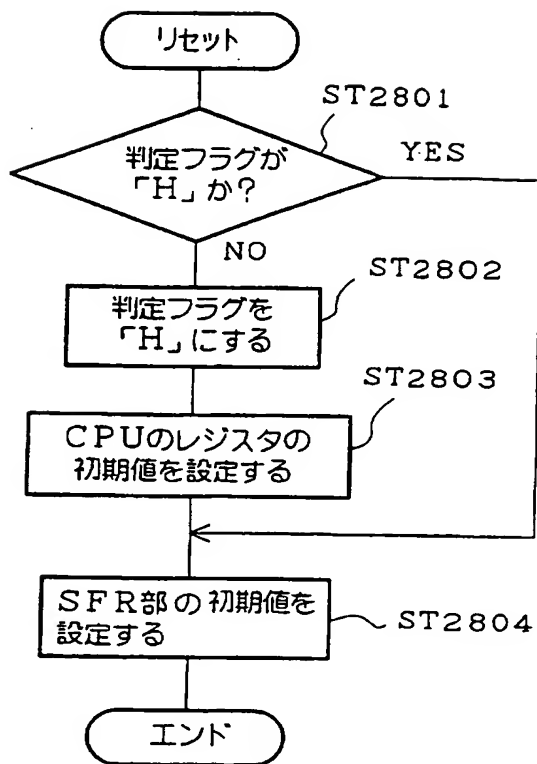 リセット
ST2801
判定フラグが
「H」か?
YES
NO
ST2802
判定フラグを
「H」にする
ST2803
CPUのレジスタの
初期値を設定する
SFR部の初期値を
設定する
ST2804
エンド